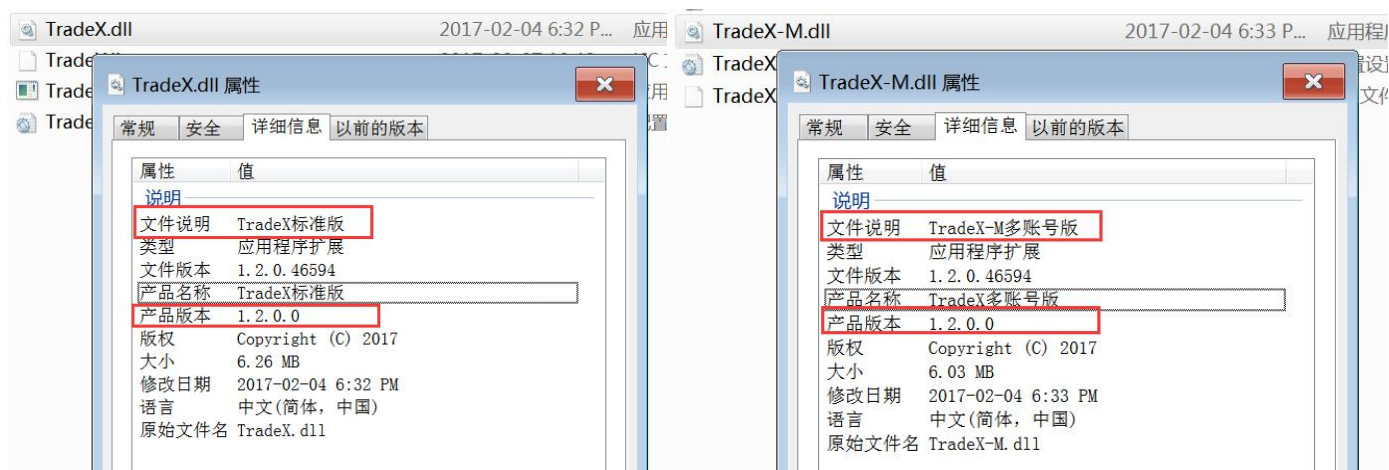 TradeX.dll 2017-02-04 6:32 P... 应用
Trade
Trade
Trade
TradeX.dll 属性
常规 安全 详细信息 以前的版本
属性 值
说明
文件说明 TradeX标准版
类型 应用程序扩展
文件版本 1.2.0.46594
产品名称 TradeX标准版
产品版本 1.2.0.0
版权 Copyright (C) 2017
大小 6.26 MB
修改日期 2017-02-04 6:32 PM
语言 中文(简体, 中国)
原始文件名 TradeX.dll
TradeX-M.dll 2017-02-04 6:33 P... 应用程
TradeX
TradeX
TradeX-M.dll 属性
常规 安全 详细信息 以前的版本
属性 值
说明
文件说明 TradeX-M多账号版
类型 应用程序扩展
文件版本 1.2.0.46594
产品名称 TradeX多账号版
产品版本 1.2.0.0
版权 Copyright (C) 2017
大小 6.03 MB
修改日期 2017-02-04 6:33 PM
语言 中文(简体, 中国)
原始文件名 TradeX-M.dll